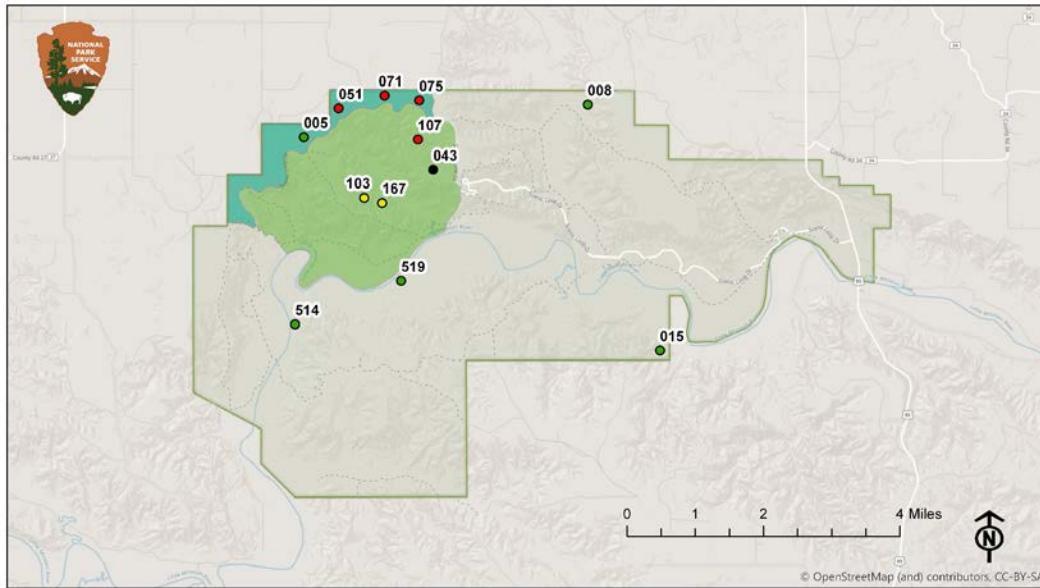 NATIONAL
PARK
SERVICE
071
075
051
008
005
107
043
103
167
519
514
015
0 1 2 4 Miles
N
© OpenStreetMap (and) contributors, CC-BY-SA